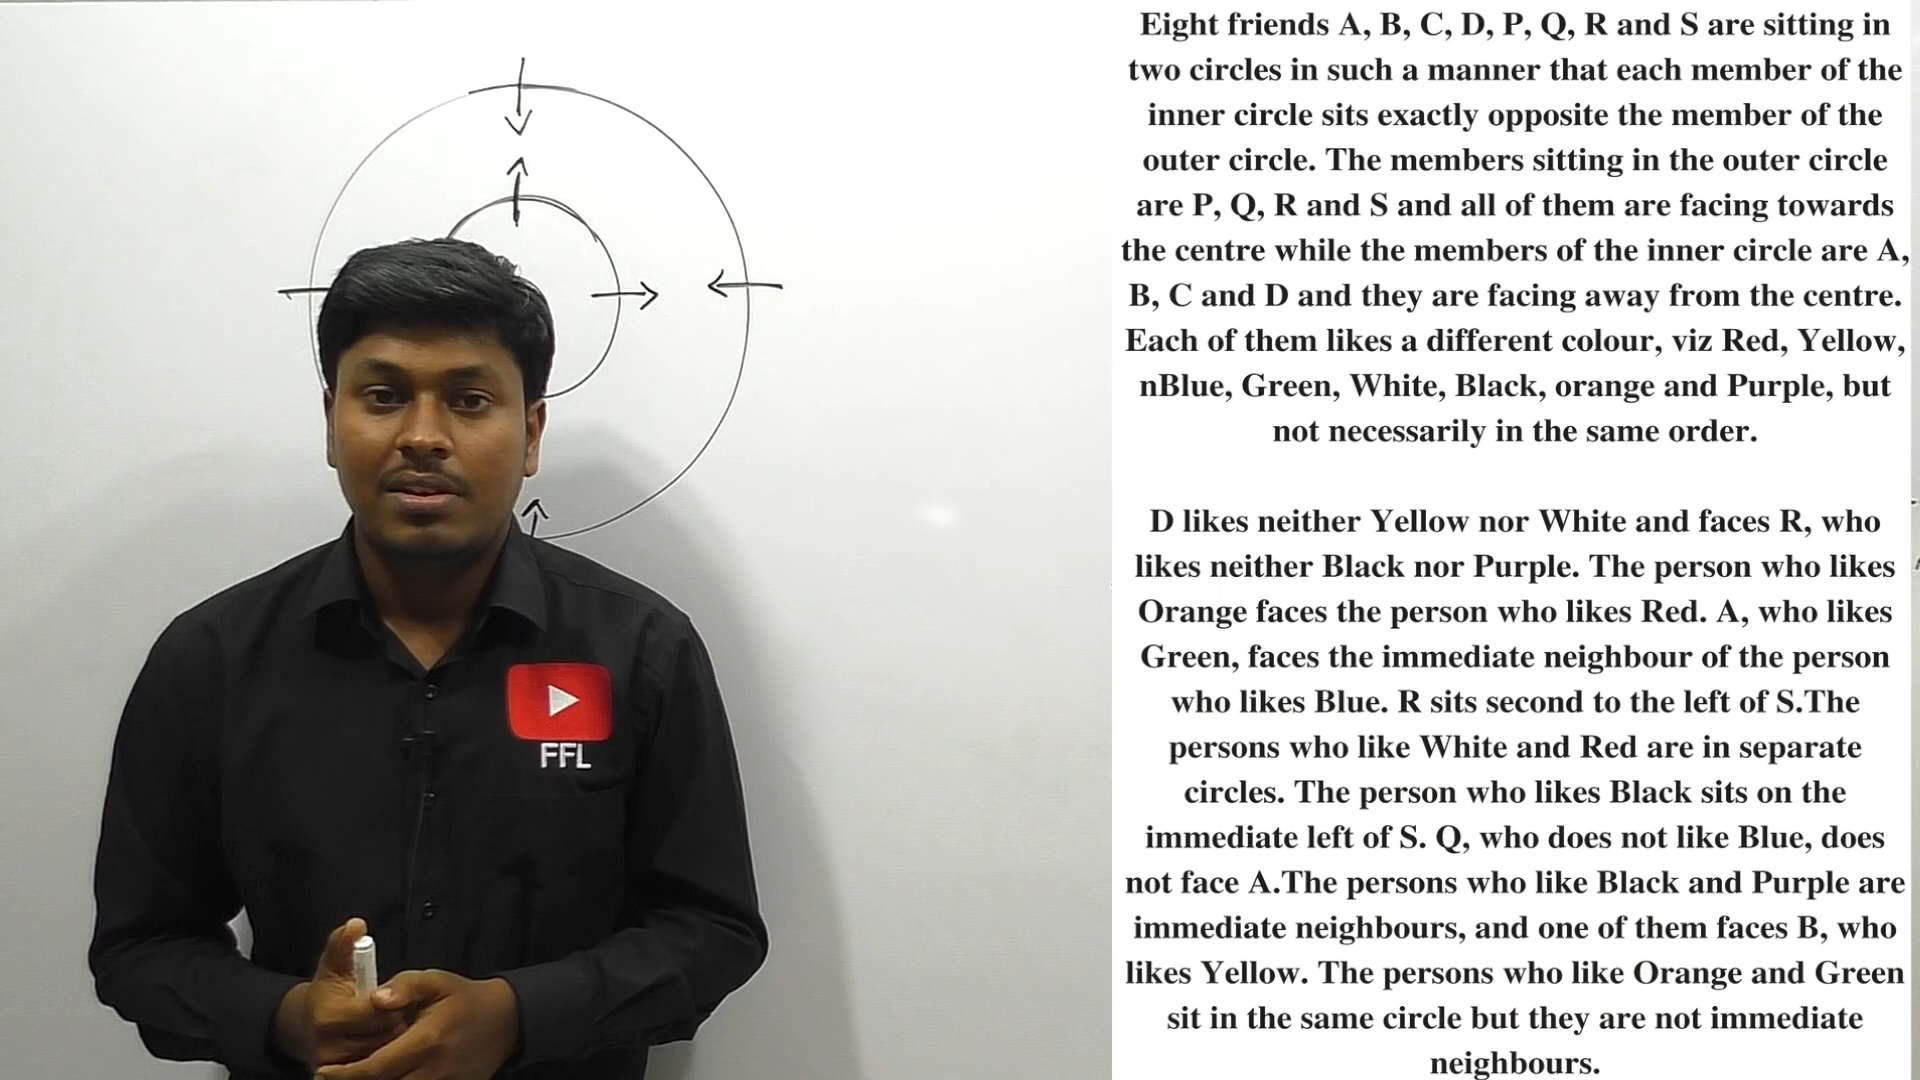 Eight friends A, B, C, D, P, Q, R and S are sitting in
two circles in such a manner that each member of the
inner circle sits exactly opposite the member of the
outer circle. The members sitting in the outer circle
are P, Q, R and S and all of them are facing towards
the centre while the members of the inner circle are A,
B, C and D and they are facing away from the centre.
Each of them likes a different colour, viz Red, Yellow,
nBlue, Green, White, Black, orange and Purple, but
not necessarily in the same order.
D likes neither Yellow nor White and faces R, who
likes neither Black nor Purple. The person who likes
Orange faces the person who likes Red. A, who likes
Green, faces the immediate neighbour of the person
who likes Blue. R sits second to the left of S.The
persons who like White and Red are in separate
circles. The person who likes Black sits on the
immediate left of S. Q, who does not like Blue, does
not face A.The persons who like Black and Purple are
immediate neighbours, and one of them faces B, who
likes Yellow. The persons who like Orange and Green
sit in the same circle but they are not immediate
neighbours.
FFL